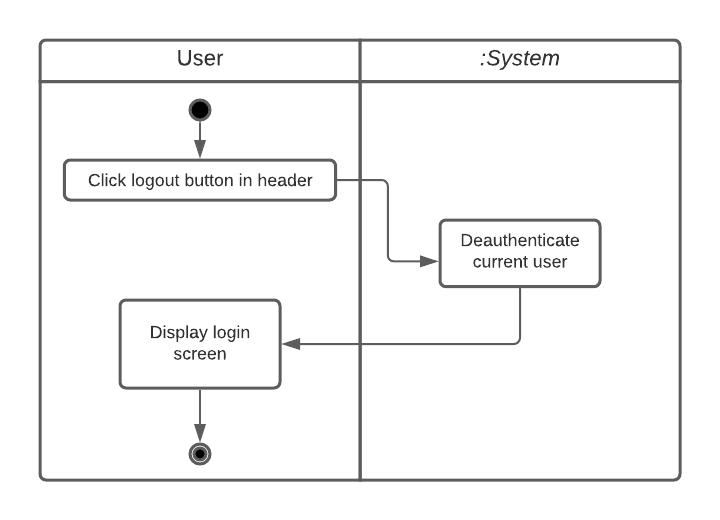 User
:System
Click logout button in header
Deauthenticate
current user
Display login
screen